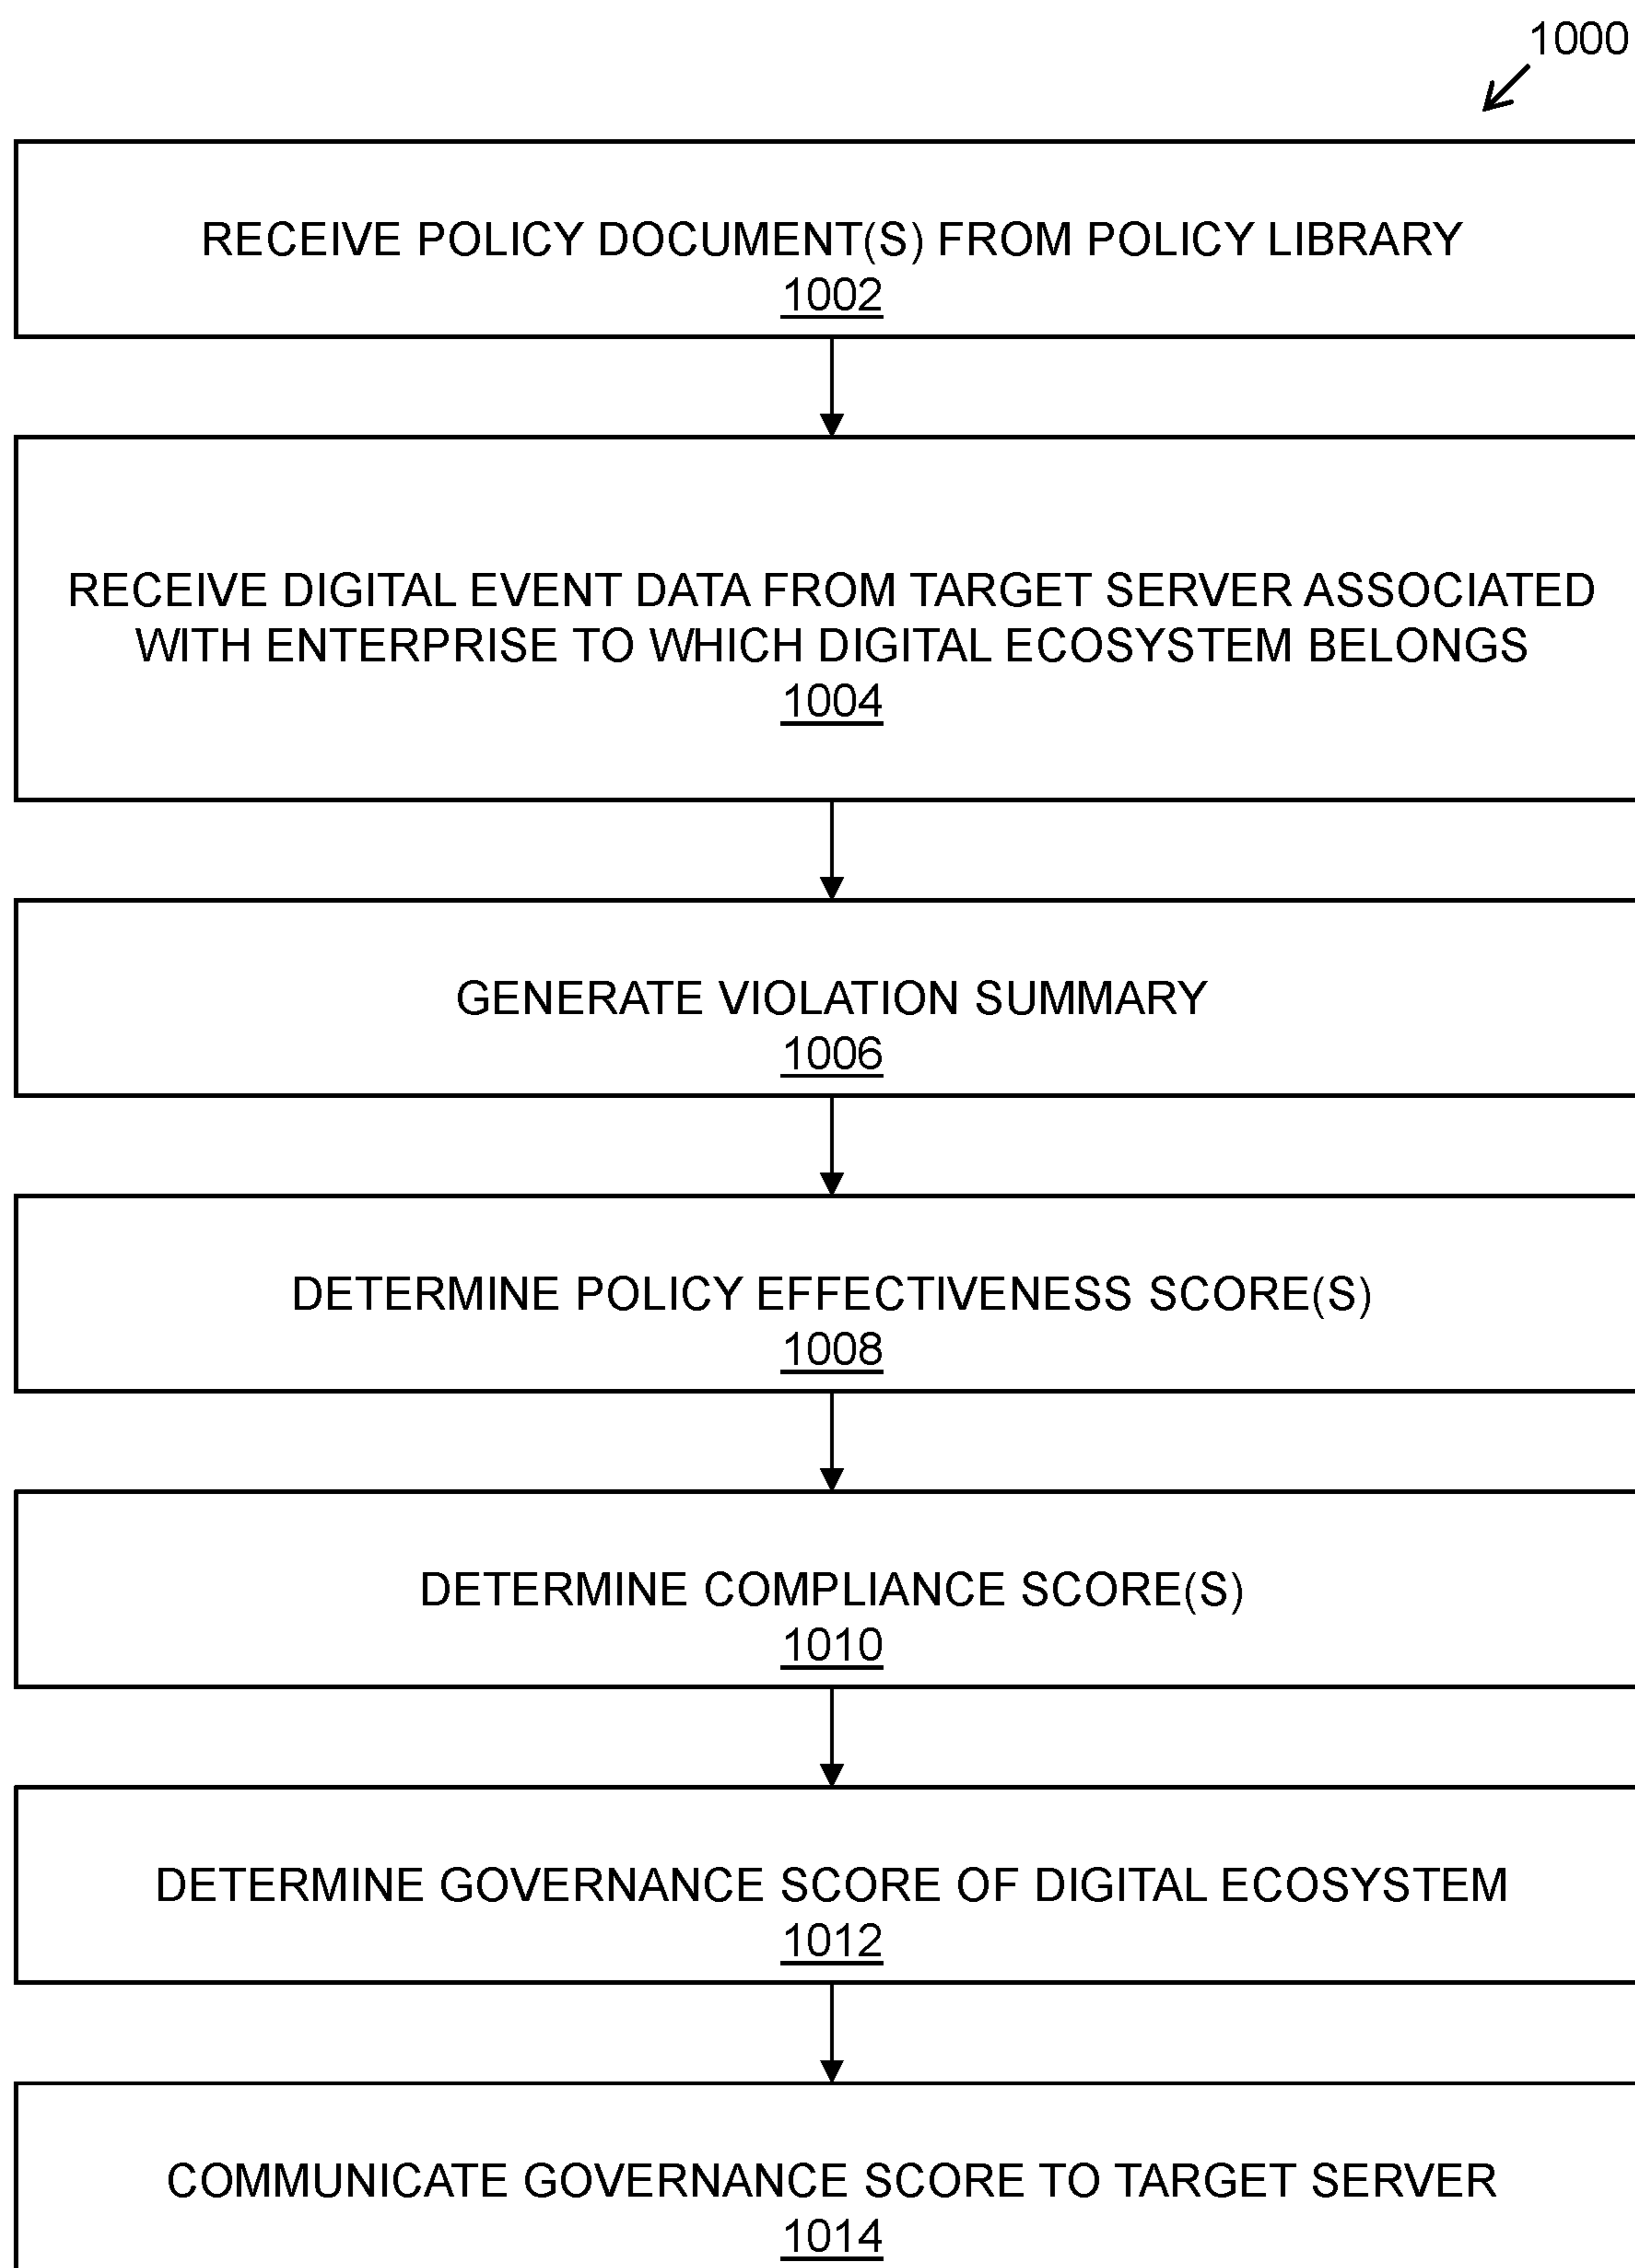 1000
RECEIVE POLICY DOCUMENT(S) FROM POLICY LIBRARY
1002
RECEIVE DIGITAL EVENT DATA FROM TARGET SERVER ASSOCIATED
WITH ENTERPRISE TO WHICH DIGITAL ECOSYSTEM BELONGS
1004
GENERATE VIOLATION SUMMARY
1006
DETERMINE POLICY EFFECTIVENESS SCORE(S)
1008
DETERMINE COMPLIANCE SCORE(S)
1010
DETERMINE GOVERNANCE SCORE OF DIGITAL ECOSYSTEM
1012
COMMUNICATE GOVERNANCE SCORE TO TARGET SERVER
1014